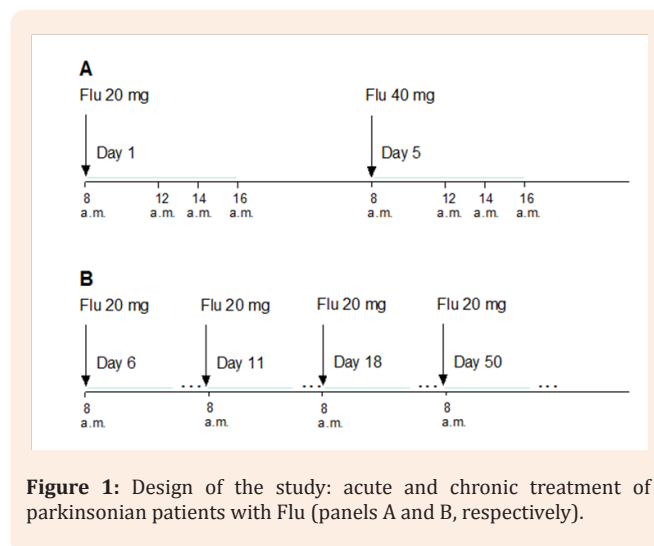 A
Flu 20 mg Flu 40 mg
Day 1 Day 5
8 12 14 16 8 12 14 16
a.m. a.m. a.m. a.m. a.m. a.m. a.m. a.m.
B
Flu 20 mg Flu 20 mg Flu 20 mg Flu 20 mg
Day 6 Day 11 Day 18 Day 50
... ... ... ...
8 8 8 8
a.m. a.m. a.m. a.m.
Figure 1: Design of the study: acute and chronic treatment of
parkinsonian patients with Flu (panels A and B, respectively).